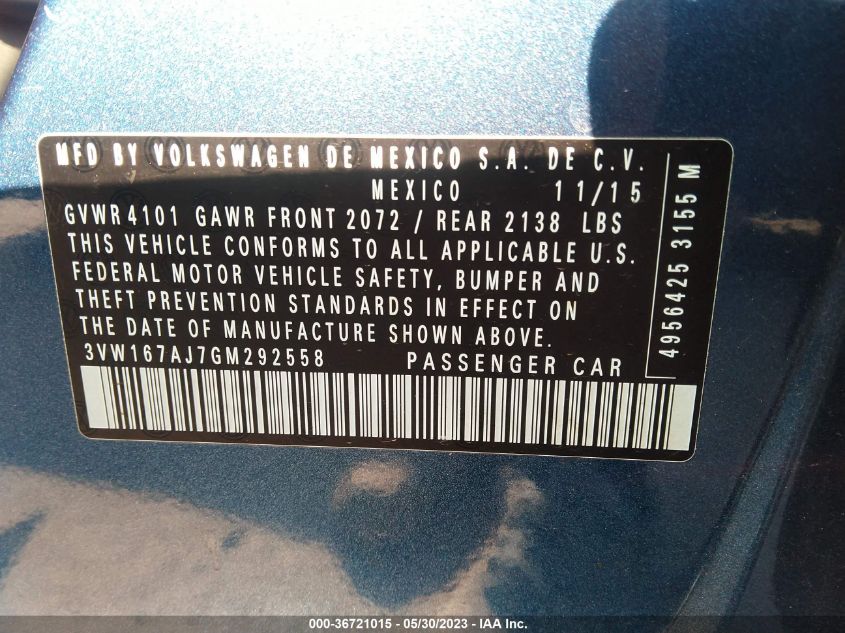 MFD BY VOLKSWAGEN DE MEXICO S.A. DE C.V.
MEXICO 11/15
GVWR 4101 GAWR FRONT 2072 / REAR 2138 LBS
THIS VEHICLE CONFORMS TO ALL APPLICABLE U.S.
FEDERAL MOTOR VEHICLE SAFETY, BUMPER AND
THEFT PREVENTION STANDARDS IN EFFECT ON
THE DATE OF MANUFACTURE SHOWN ABOVE.
3VW167AJ7GM292558 PASSENGER CAR
4956425 3155 M
000-36721015 - 05/30/2023 - IAA Inc.